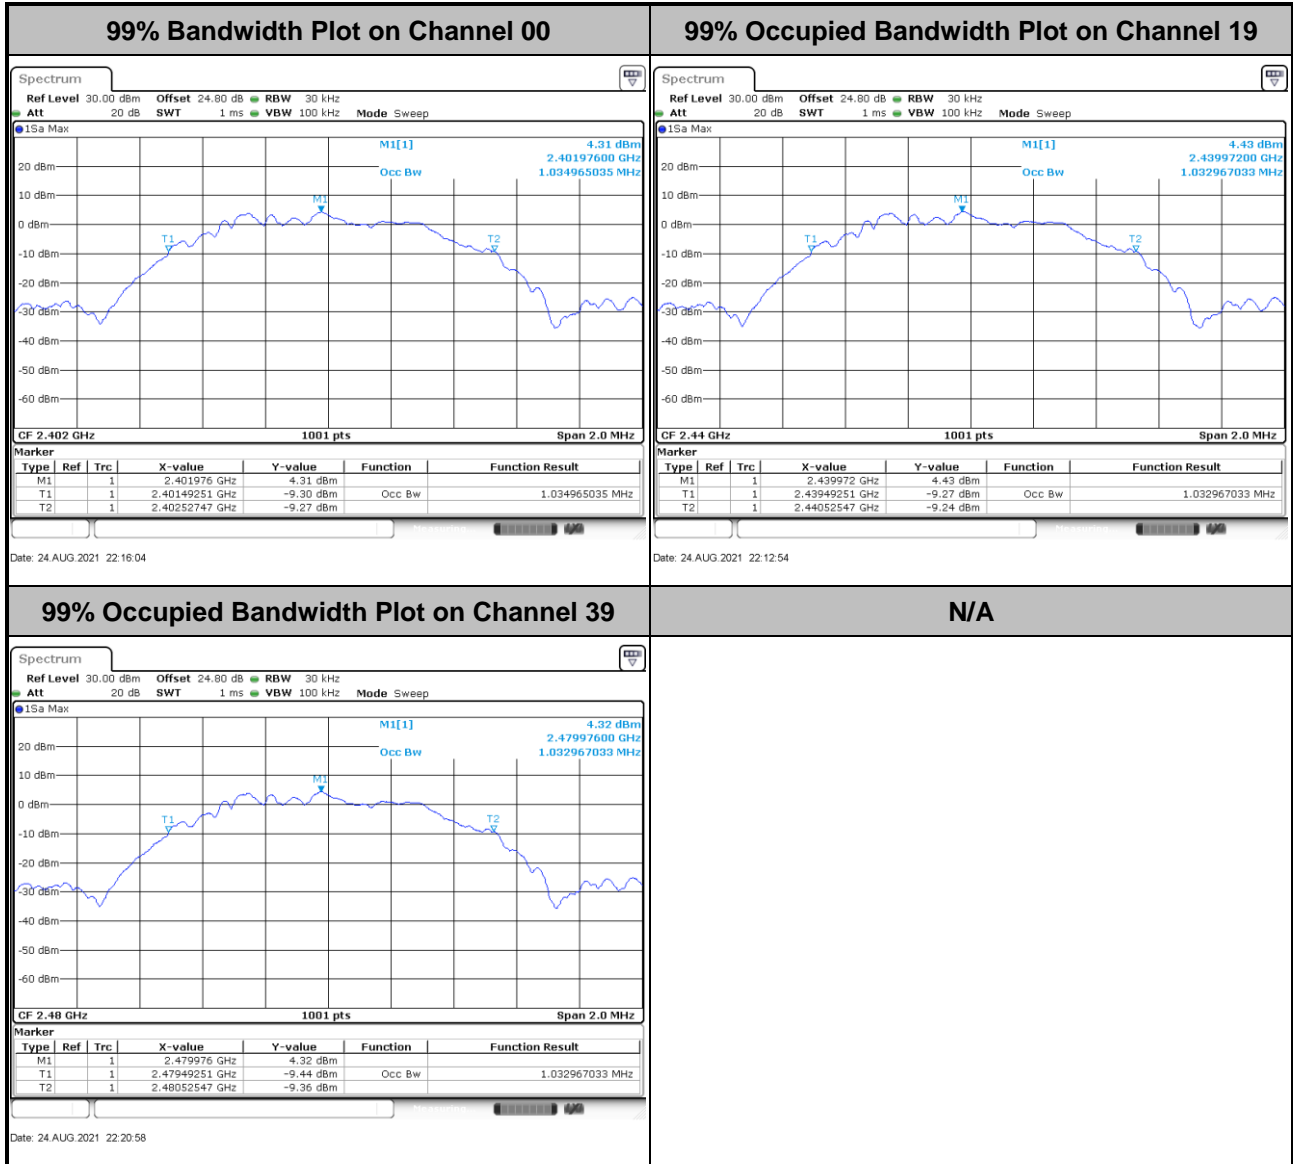 99% Bandwidth Plot on Channel 00
Spectrum
Ref Level 30.00 dBm Offset 24.80 dB RBW 30 kHz
Att 20 dB SWT 1 ms VBW 100 kHz Mode Sweep
1Sa Max
M1[1] 4.31 dBm
2.40197600 GHz
Occ Bw 1.034965035 MHz
20 dBm
10 dBm
M1
0 dBm
T1
T2
-10 dBm
-20 dBm
-30 dBm
-40 dBm
-50 dBm
-60 dBm
CF 2.402 GHz 1001 pts Span 2.0 MHz
Marker
Type Ref Trc X-value Y-value Function Function Result
M1 1 2.401976 GHz 4.31 dBm
T1 1 2.40149251 GHz -9.30 dBm Occ Bw 1.034965035 MHz
T2 1 2.40252747 GHz -9.27 dBm
Measuring
Date: 24.AUG.2021 22:16:04
99% Occupied Bandwidth Plot on Channel 19
Spectrum
Ref Level 30.00 dBm Offset 24.80 dB RBW 30 kHz
Att 20 dB SWT 1 ms VBW 100 kHz Mode Sweep
1Sa Max
M1[1] 4.43 dBm
2.43997200 GHz
Occ Bw 1.032967033 MHz
20 dBm
10 dBm
M1
0 dBm
T1
T2
-10 dBm
-20 dBm
-30 dBm
-40 dBm
-50 dBm
-60 dBm
CF 2.44 GHz 1001 pts Span 2.0 MHz
Marker
Type Ref Trc X-value Y-value Function Function Result
M1 1 2.439972 GHz 4.43 dBm
T1 1 2.43949251 GHz -9.27 dBm Occ Bw 1.032967033 MHz
T2 1 2.44052547 GHz -9.24 dBm
Measuring
Date: 24.AUG.2021 22:12:54
99% Occupied Bandwidth Plot on Channel 39
Spectrum
Ref Level 30.00 dBm Offset 24.80 dB RBW 30 kHz
Att 20 dB SWT 1 ms VBW 100 kHz Mode Sweep
1Sa Max
M1[1] 4.32 dBm
2.47997600 GHz
Occ Bw 1.032967033 MHz
20 dBm
10 dBm
M1
0 dBm
T1
T2
-10 dBm
-20 dBm
-30 dBm
-40 dBm
-50 dBm
-60 dBm
CF 2.48 GHz 1001 pts Span 2.0 MHz
Marker
Type Ref Trc X-value Y-value Function Function Result
M1 1 2.479976 GHz 4.32 dBm
T1 1 2.47949251 GHz -9.44 dBm Occ Bw 1.032967033 MHz
T2 1 2.48052547 GHz -9.36 dBm
Measuring
Date: 24.AUG.2021 22:20:58
N/A